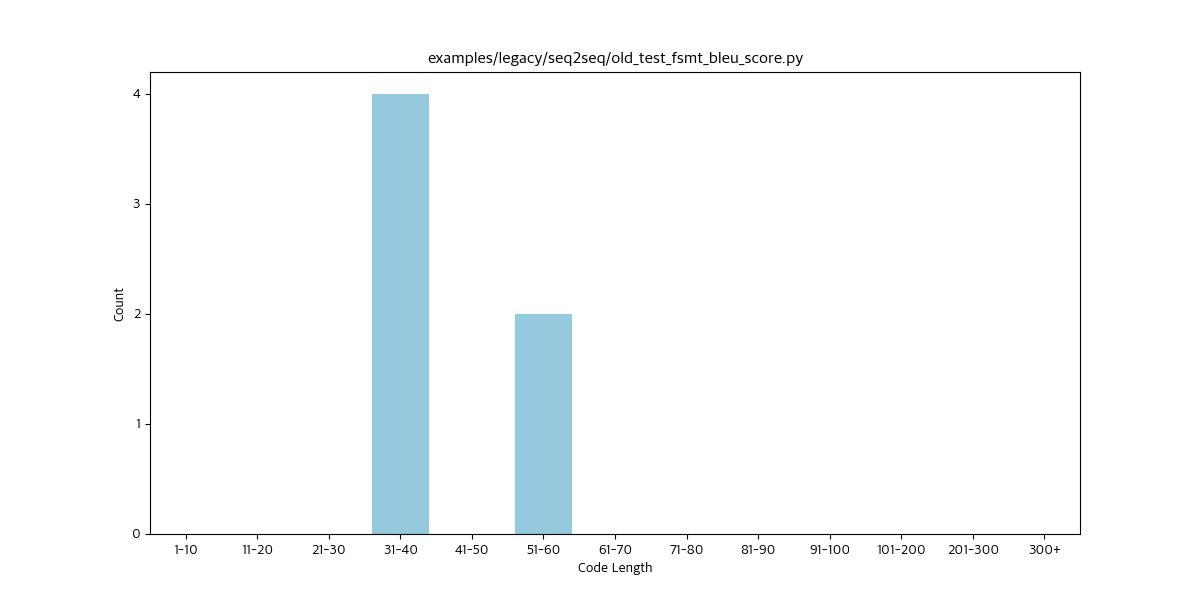 examples/legacy/seq2seq/old_test_fsmt_bleu_score.py
4
3
2
1
0
Count
1-10 11-20 21-30 31-40 41-50 51-60 61-70 71-80 81-90 91-100 101-200 201-300 300+
Code Length